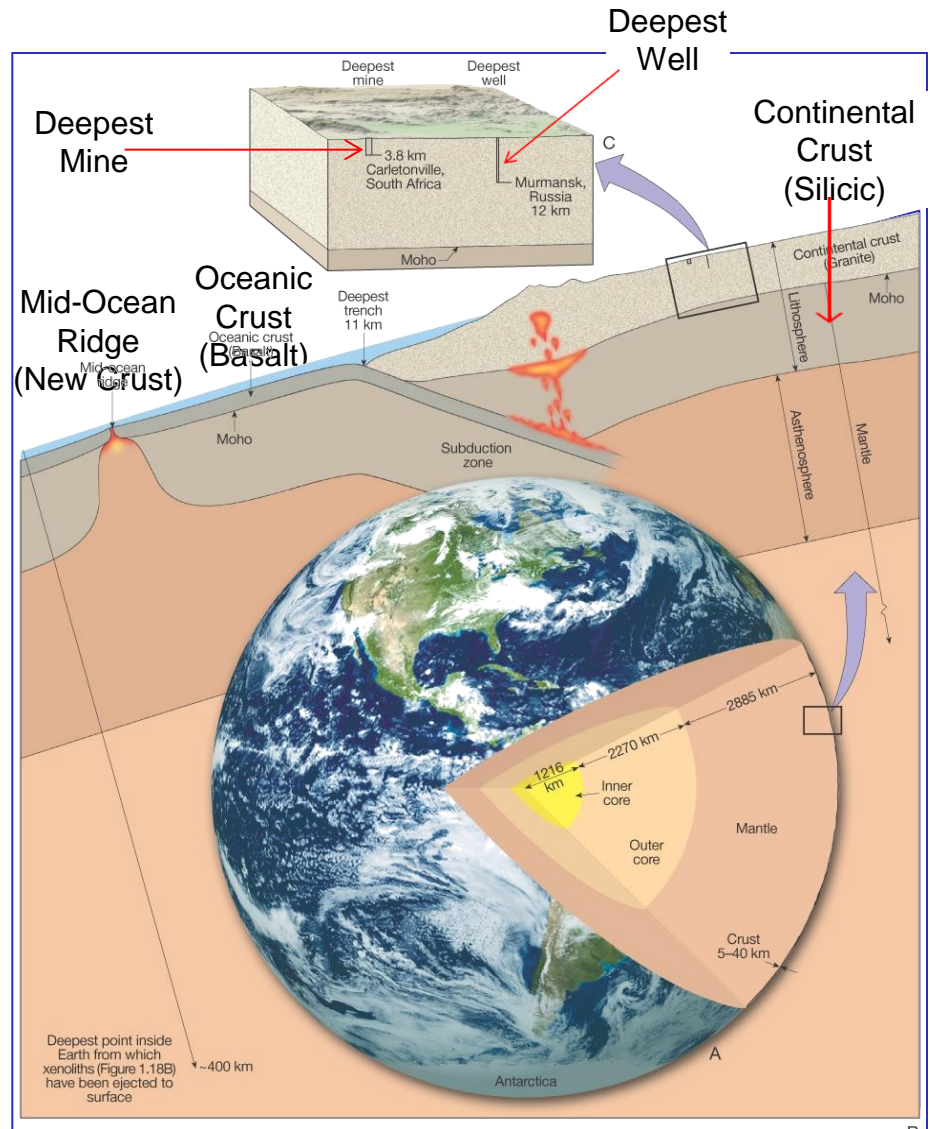 Deepest
Well
Deepest
mine
Deepest
well
Deepest
Mine
Continental
Crust
(Silicic)
C
3.8 km
Carletonville,
South Africa
Murmansk,
Russia
12 km
Moho
Continental crust
(Granite)
Moho
Lithosphere
Mid-Ocean
Ridge
(New Crust)
Mid-ocean
ridge
Oceanic
Crust
(Basalt)
Oceanic crust
(Basalt)
Deepest
trench
11 km
Moho
Subduction
zone
Asthenosphere
Mantle
2885 km
2270 km
1216
km
Inner
core
Outer
core
Mantle
Crust
5–40 km
A
Deepest point inside
Earth from which
xenoliths (Figure 1.18B)
have been ejected to
surface
~400 km
Antarctica